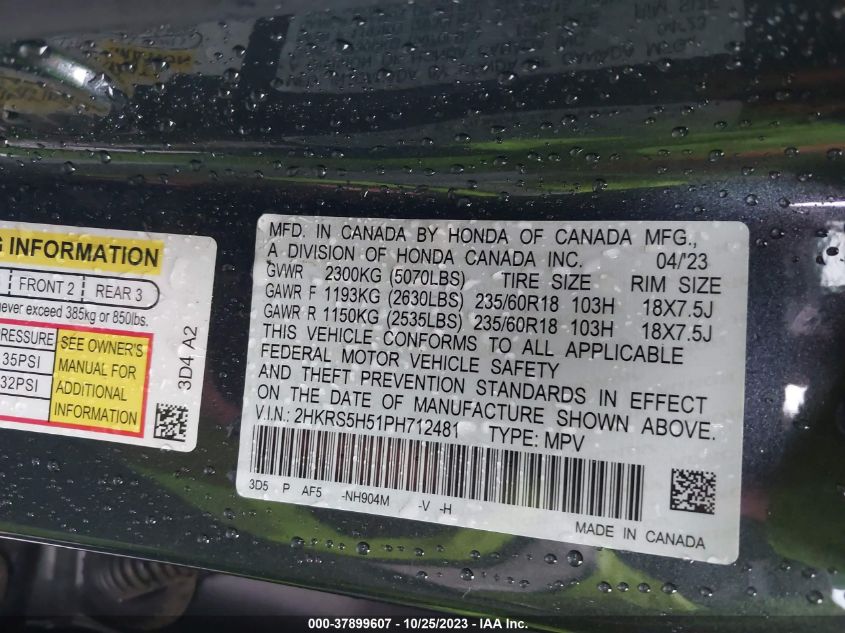 G INFORMATION
FRONT 2 REAR 3
never exceed 385kg or 850lbs.
PRESSURE SEE OWNER'S
35PSI MANUAL FOR
32PSI ADDITIONAL
INFORMATION
3D4 A2
MFD. IN CANADA BY HONDA OF CANADA MFG.,
A DIVISION OF HONDA CANADA INC. 04/'23
GVWR 2300KG (5070LBS) TIRE SIZE RIM SIZE
GAWR F 1193KG (2630LBS) 235/60R18 103H 18X7.5J
GAWR R 1150KG (2535LBS) 235/60R18 103H 18X7.5J
THIS VEHICLE CONFORMS TO ALL APPLICABLE
FEDERAL MOTOR VEHICLE SAFETY
AND THEFT PREVENTION STANDARDS IN EFFECT
ON THE DATE OF MANUFACTURE SHOWN ABOVE.
V.I.N.: 2HKRS5H51PH712481 TYPE: MPV
3D5 P AF5 -NH904M -V -H
MADE IN CANADA
000-37899607 - 10/25/2023 - IAA Inc.